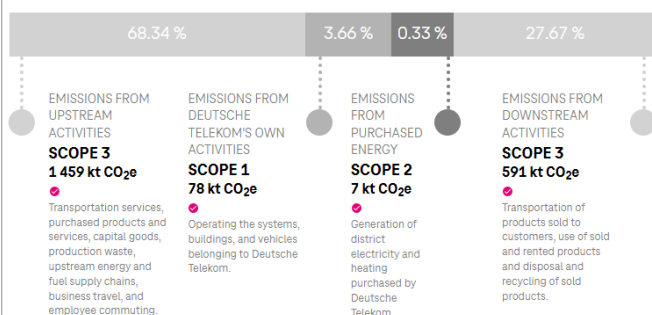 68.34 %
3.66 %
0.33 %
27.67 %
EMISSIONS FROM
UPSTREAM
ACTIVITIES
SCOPE 3
1 459 kt CO₂e
Transportation services,
purchased products and
services, capital goods,
production waste,
upstream energy and
fuel supply chains,
business travel, and
employee commuting.
EMISSIONS FROM
DEUTSCHE
TELEKOM'S OWN
ACTIVITIES
SCOPE 1
78 kt CO₂e
Operating the systems,
buildings, and vehicles
belonging to Deutsche
Telekom.
EMISSIONS
FROM
PURCHASED
ENERGY
SCOPE 2
7 kt CO₂e
Generation of
district
electricity and
heating
purchased by
Deutsche
Telekom
EMISSIONS FROM
DOWNSTREAM
ACTIVITIES
SCOPE 3
591 kt CO₂e
Transportation of
products sold to
customers, use of sold
and rented products
and disposal and
recycling of sold
products.